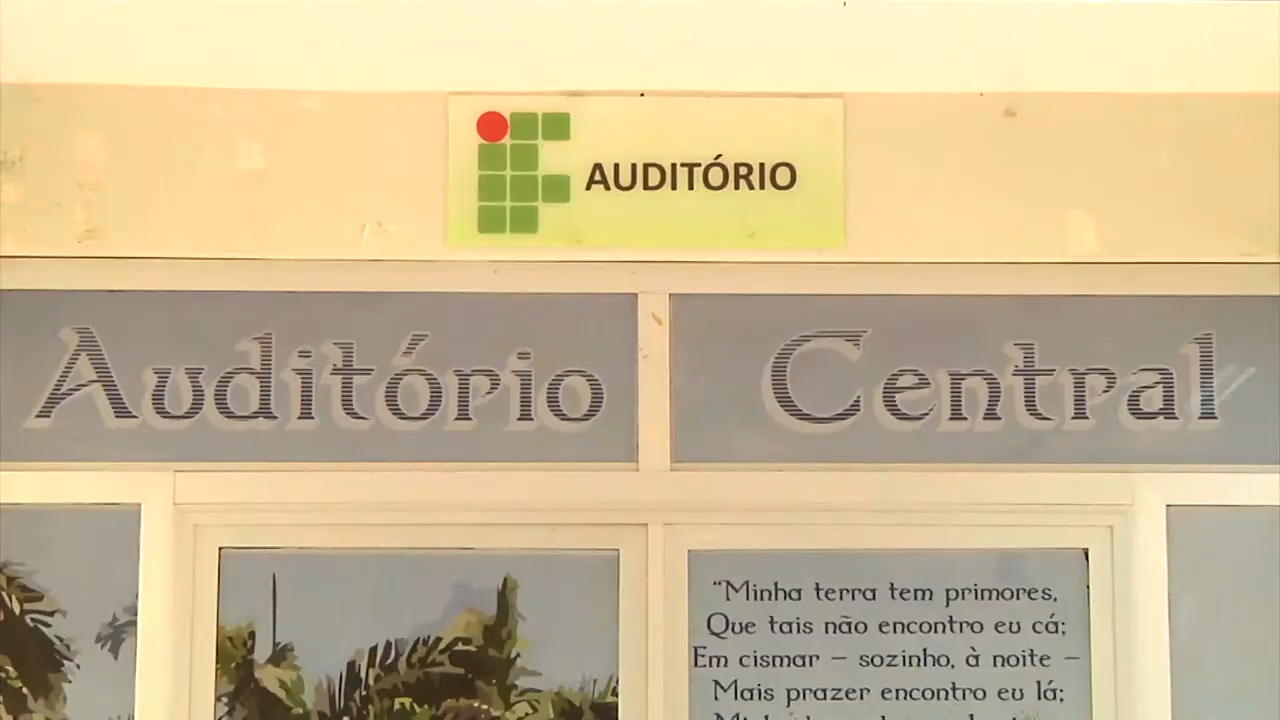 AUDITÓRIO
Auditório Central
“Minha terra tem primores,
Que tais não encontro eu cá;
Em cismar – sozinho, à noite –
Mais prazer encontro eu lá;